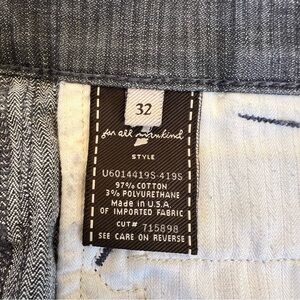 32
for all mankind
STYLE
U6014419S-419S
97% COTTON
3% POLYURETHANE
Made in U.S.A.
OF IMPORTED FABRIC
CUT# 715898
SEE CARE ON REVERSE